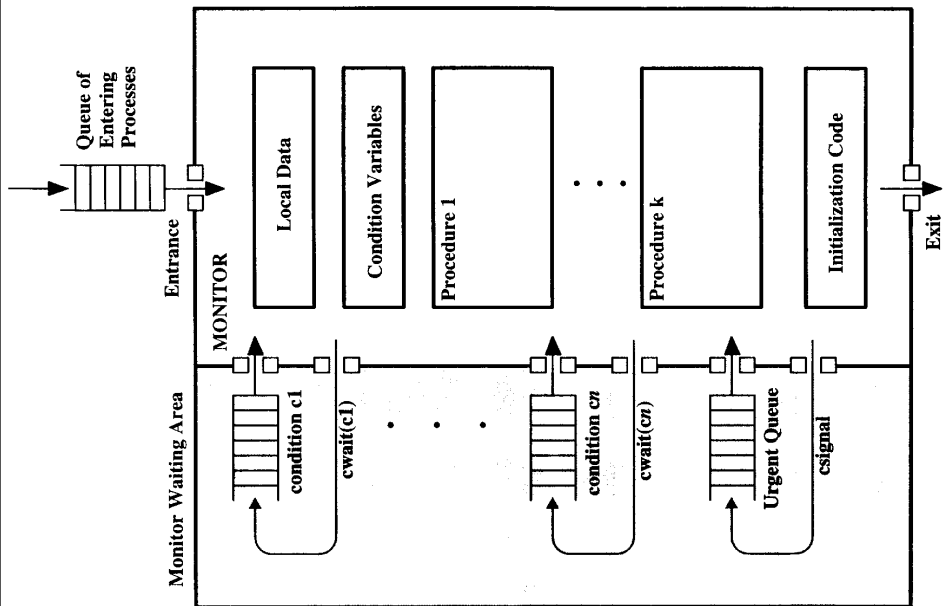 Queue of
Entering
Processes
Monitor Waiting Area
Entrance
MONITOR
condition c1
Local Data
cwait(c1)
Condition Variables
Procedure 1
condition cn
cwait(cn)
Procedure k
Urgent Queue
csignal
Initialization Code
Exit